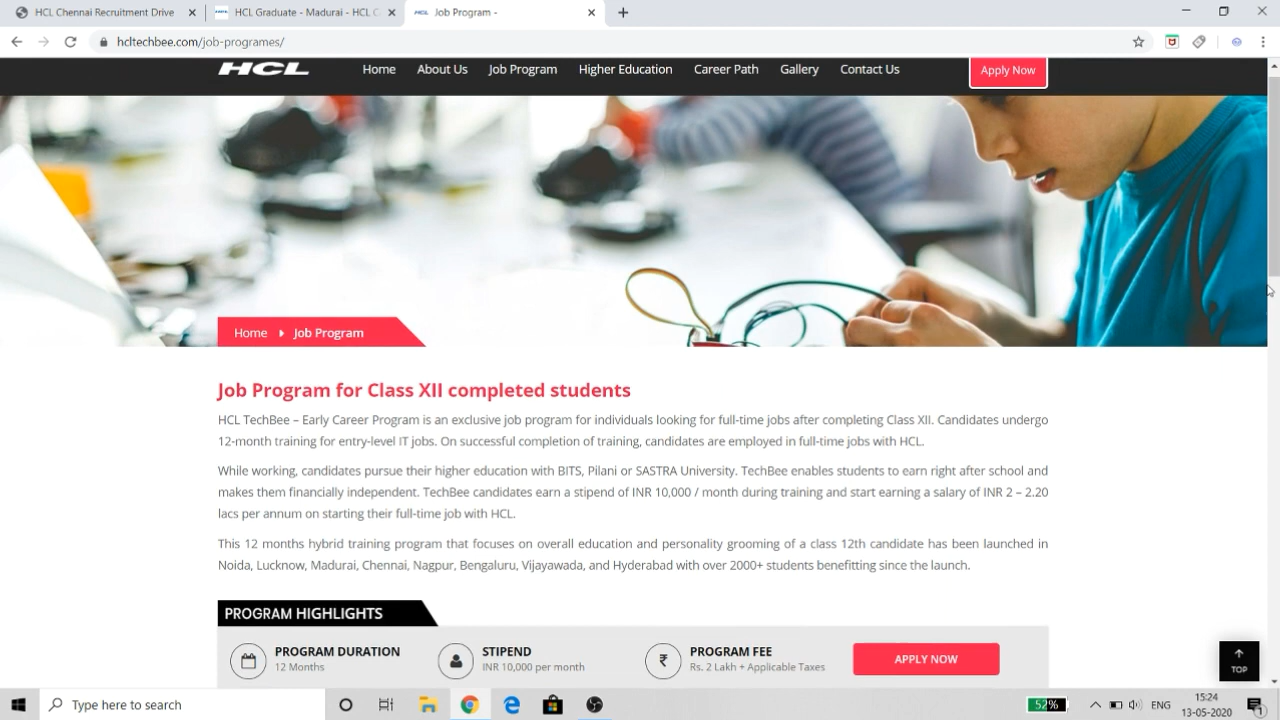 HCL Chennai Recruitment Drive
HCL Graduate - Madurai - HCL C
HCL Job Program -
hcltechbee.com/job-programes/
HCL Home About Us Job Program Higher Education Career Path Gallery Contact Us Apply Now
Home Job Program
Job Program for Class XII completed students
HCL TechBee – Early Career Program is an exclusive job program for individuals looking for full-time jobs after completing Class XII. Candidates undergo
12-month training for entry-level IT jobs. On successful completion of training, candidates are employed in full-time jobs with HCL.
While working, candidates pursue their higher education with BITS, Pilani or SASTRA University. TechBee enables students to earn right after school and
makes them financially independent. TechBee candidates earn a stipend of INR 10,000 / month during training and start earning a salary of INR 2 – 2.20
lacs per annum on starting their full-time job with HCL.
This 12 months hybrid training program that focuses on overall education and personality grooming of a class 12th candidate has been launched in
Noida, Lucknow, Madurai, Chennai, Nagpur, Bengaluru, Vijayawada, and Hyderabad with over 2000+ students benefitting since the launch.
PROGRAM HIGHLIGHTS
PROGRAM DURATION
12 Months
STIPEND
INR 10,000 per month
₹
PROGRAM FEE
Rs. 2 Lakh + Applicable Taxes
APPLY NOW
TOP
Type here to search
52%
ENG
15:24
13-05-2020
1